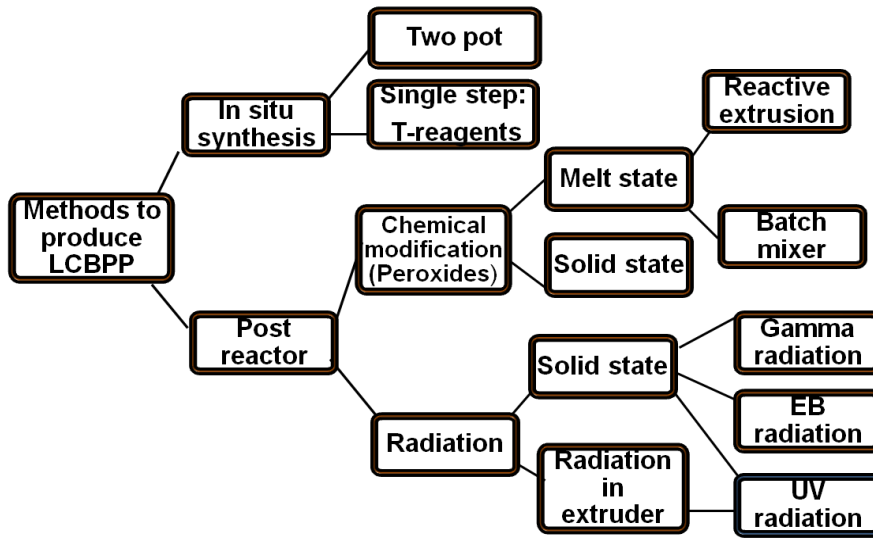 Two pot
Single step:
T-reagents
In situ
synthesis
Reactive
extrusion
Melt state
Methods to
produce
LCBPP
Chemical
modification
(Peroxides)
Batch
mixer
Solid state
Post
reactor
Gamma
radiation
Solid state
EB
radiation
Radiation
Radiation
in
extruder
UV
radiation